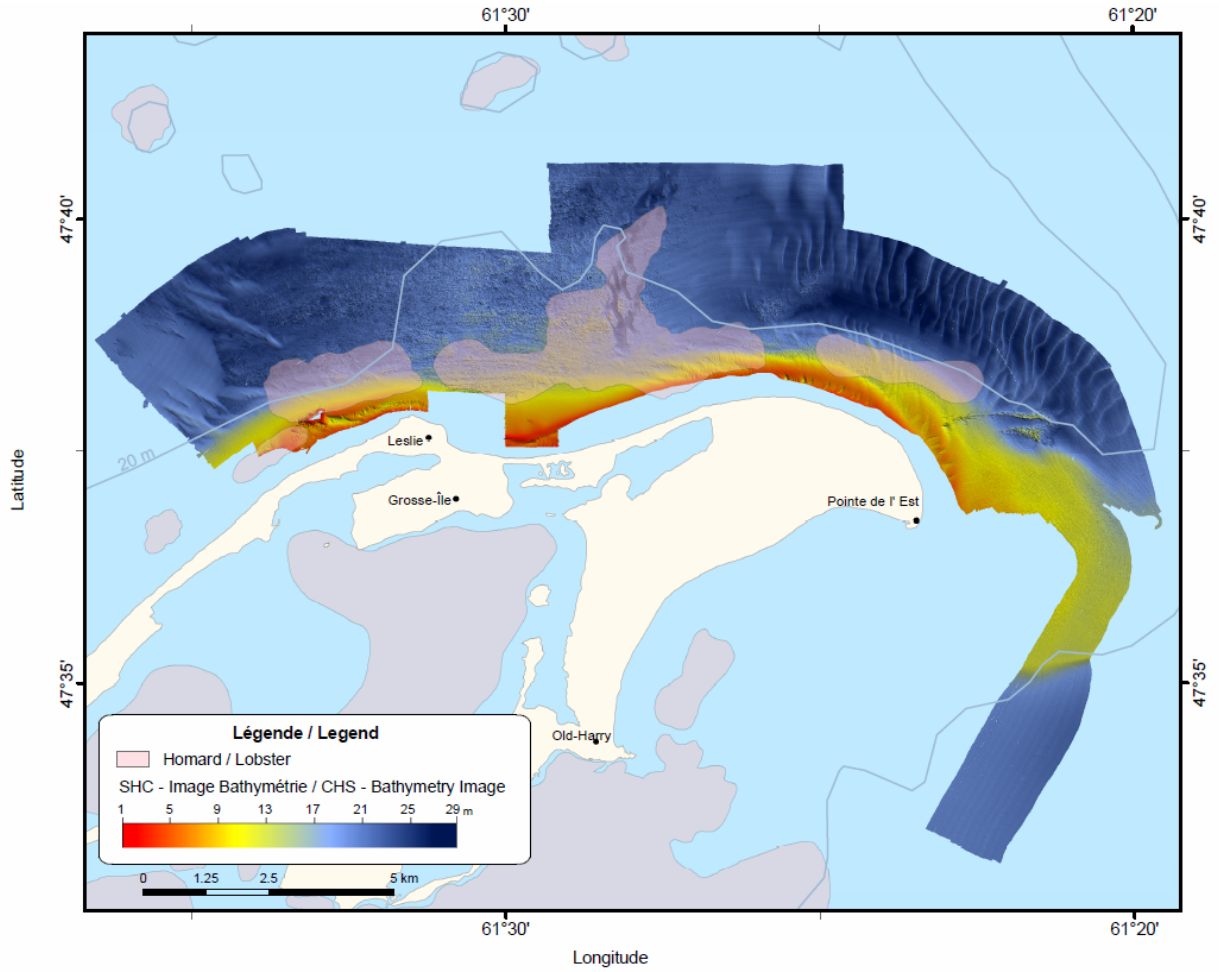 61°30'
61°20'
47°40'
47°40'
20 m
Leslie
Grosse-Île
Pointe de l' Est
Latitude
47°35'
47°35'
Old-Harry
Légende / Legend
Homard / Lobster
SHC - Image Bathymétrie / CHS - Bathymetry Image
1 5 9 13 17 21 25 29 m
0 1.25 2.5 5 km
61°30'
61°20'
Longitude